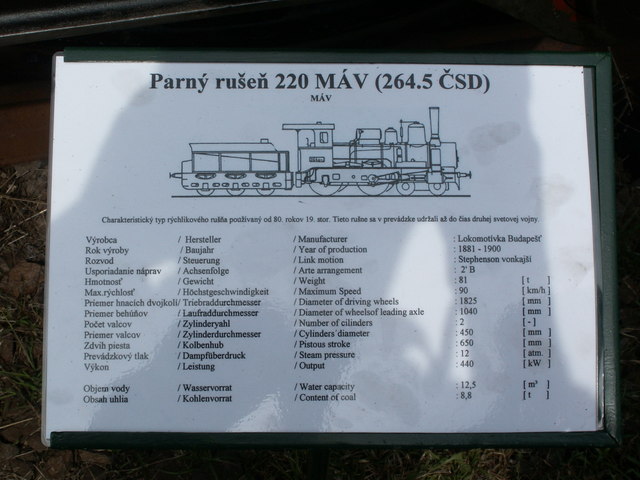 Parný rušeň 220 MÁV (264.5 ČSD)
MÁV
Charakteristický typ rýchlikového rušňa používaný od 80. rokov 19. stor. Tieto rušne sa v prevádzke udržali až do čias druhej svetovej vojny.
Výrobca / Hersteller / Manufacturer : Lokomotívka Budapešť
Rok výroby / Baujahr / Year of production : 1881 - 1900
Rozvod / Steuerung / Link motion : Stephenson vonkajší
Usporiadanie náprav / Achsenfolge / Arte arrangement : 2' B
Hmotnosť / Gewicht / Weight : 81 [ t ]
Max.rýchlosť / Höchstgeschwindigkeit / Maximum Speed : 90 [ km/h ]
Priemer hnacích dvojkolí / Triebraddurchmesser / Diameter of driving wheels : 1825 [ mm ]
Priemer behúňov / Laufraddurchmesser / Diameter of wheelsof leading axle : 1040 [ mm ]
Počet valcov / Zylinderyahl / Number of cilinders : 2 [ - ]
Priemer valcov / Zylinderdurchmesser / Cylinders diameter : 450 [ mm ]
Zdvih piesta / Kolbenhub / Pistous stroke : 650 [ mm ]
Prevádzkový tlak / Dampfüberdruck / Steam pressure : 12 [ atm. ]
Výkon / Leistung / Output : 440 [ kW ]
Objem vody / Wasservorrat / Water capacity : 12,5 [ m³ ]
Obsah uhlia / Kohlenvorrat / Content of coal : 8,8 [ t ]